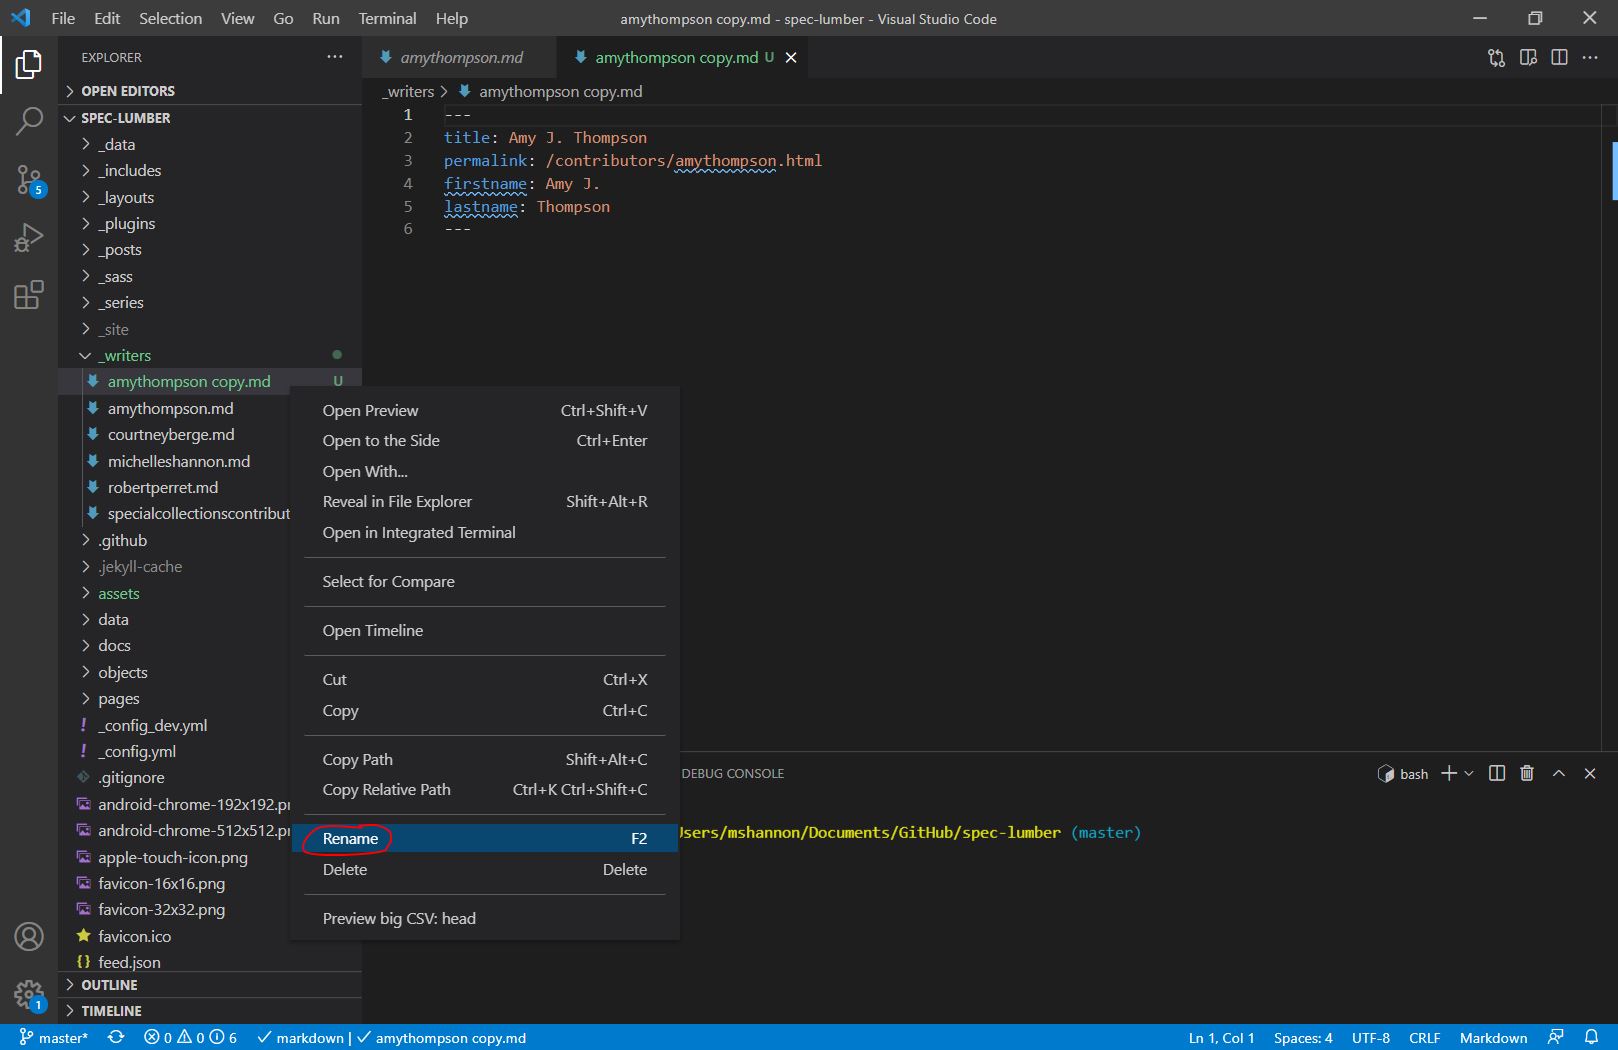 File Edit Selection View Go Run Terminal Help amythompson copy.md - spec-lumber - Visual Studio Code
EXPLORER
OPEN EDITORS
SPEC-LUMBER
_data
_includes
_layouts
_plugins
_posts
_sass
_series
_site
_writers
amythompson copy.md U
amythompson.md
courtneyberge.md
michelleshannon.md
robertperret.md
specialcollectionscontribut
.github
.jekyll-cache
assets
data
docs
objects
pages
! _config_dev.yml
! _config.yml
.gitignore
android-chrome-192x192.pn
android-chrome-512x512.pn
apple-touch-icon.png
favicon-16x16.png
favicon-32x32.png
favicon.ico
{} feed.json
OUTLINE
TIMELINE
5
1
amythompson.md amythompson copy.md U
_writers > amythompson copy.md
1 ---
2 title: Amy J. Thompson
3 permalink: /contributors/amythompson.html
4 firstname: Amy J.
5 lastname: Thompson
6 ---
Open Preview Ctrl+Shift+V
Open to the Side Ctrl+Enter
Open With...
Reveal in File Explorer Shift+Alt+R
Open in Integrated Terminal
Select for Compare
Open Timeline
Cut Ctrl+X
Copy Ctrl+C
Copy Path Shift+Alt+C
Copy Relative Path Ctrl+K Ctrl+Shift+C
Rename F2
Delete Delete
Preview big CSV: head
DEBUG CONSOLE bash
sers/mshannon/Documents/GitHub/spec-lumber (master)
master* 0 0 6 markdown | amythompson copy.md Ln 1, Col 1 Spaces: 4 UTF-8 CRLF Markdown